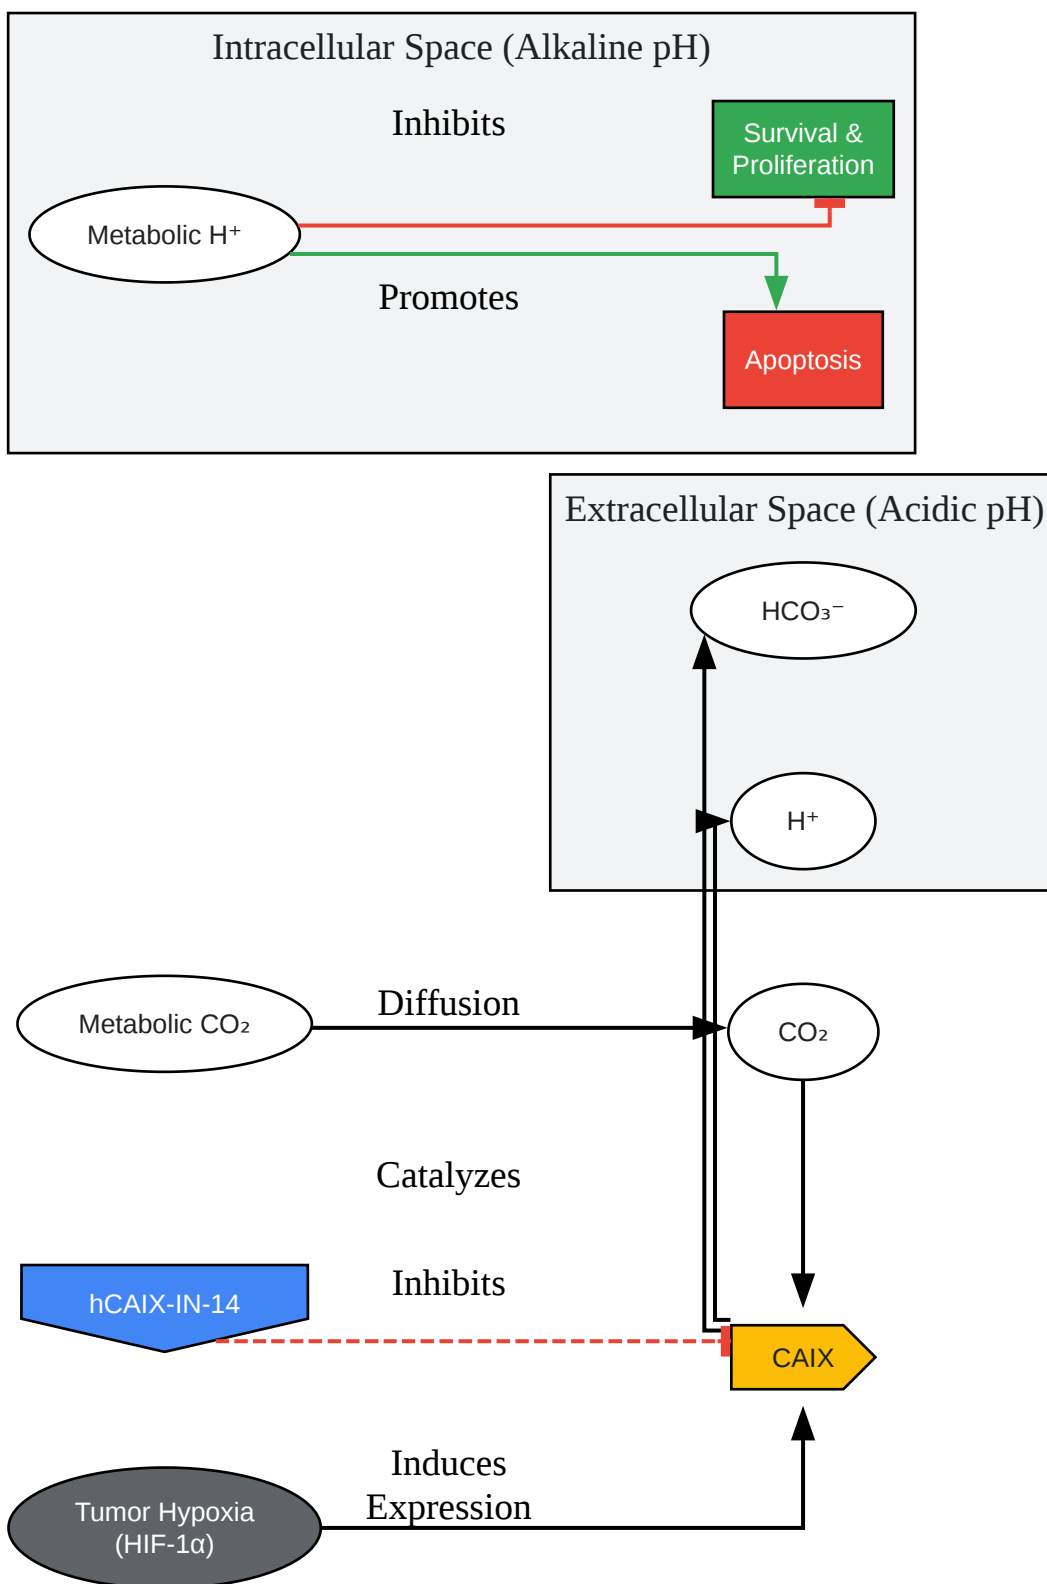 Intracellular Space (Alkaline pH)
Inhibits
Survival &
Proliferation
Metabolic H⁺
Promotes
Apoptosis
Extracellular Space (Acidic pH)
HCO₃⁻
H⁺
Metabolic CO₂
Diffusion
CO₂
Catalyzes
Inhibits
hCAIX-IN-14
CAIX
Induces
Expression
Tumor Hypoxia
(HIF-1α)